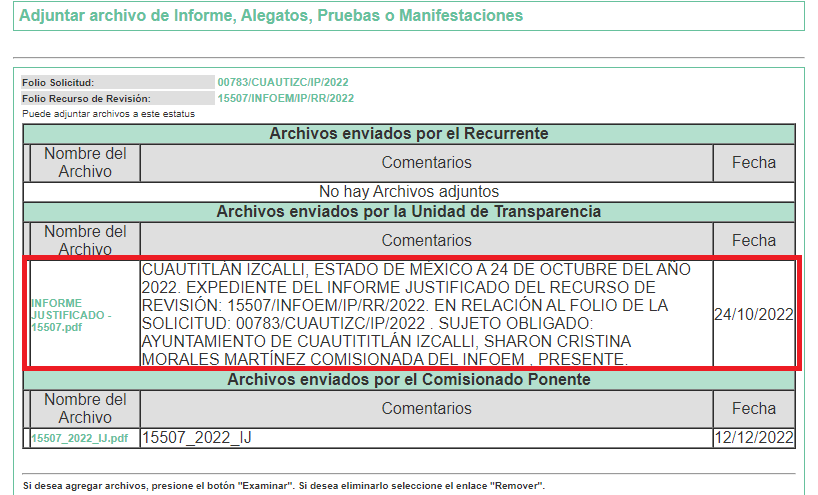 Adjuntar archivo de Informe, Alegatos, Pruebas o Manifestaciones
Folio Solicitud: 00783/CUAUTIZC/IP/2022
Folio Recurso de Revisión: 15507/INFOEM/IP/RR/2022
Puede adjuntar archivos a este estatus
Archivos enviados por el Recurrente
Nombre del
Archivo
Comentarios
Fecha
No hay Archivos adjuntos
Archivos enviados por la Unidad de Transparencia
Nombre del
Archivo
Comentarios
Fecha
INFORME
JUSTIFICADO -
15507.pdf
CUAUTITLÁN IZCALLI, ESTADO DE MÉXICO A 24 DE OCTUBRE DEL AÑO
2022. EXPEDIENTE DEL INFORME JUSTIFICADO DEL RECURSO DE
REVISIÓN: 15507/INFOEM/IP/RR/2022. EN RELACIÓN AL FOLIO DE LA
SOLICITUD: 00783/CUAUTIZC/IP/2022 . SUJETO OBLIGADO:
AYUNTAMIENTO DE CUAUTITITLÁN IZCALLI, SHARON CRISTINA
MORALES MARTÍNEZ COMISIONADA DEL INFOEM , PRESENTE.
24/10/2022
Archivos enviados por el Comisionado Ponente
Nombre del
Archivo
Comentarios
Fecha
15507_2022_IJ.pdf
15507_2022_IJ
12/12/2022
Si desea agregar archivos, presione el botón "Examinar". Si desea eliminarlo seleccione el enlace "Remover".